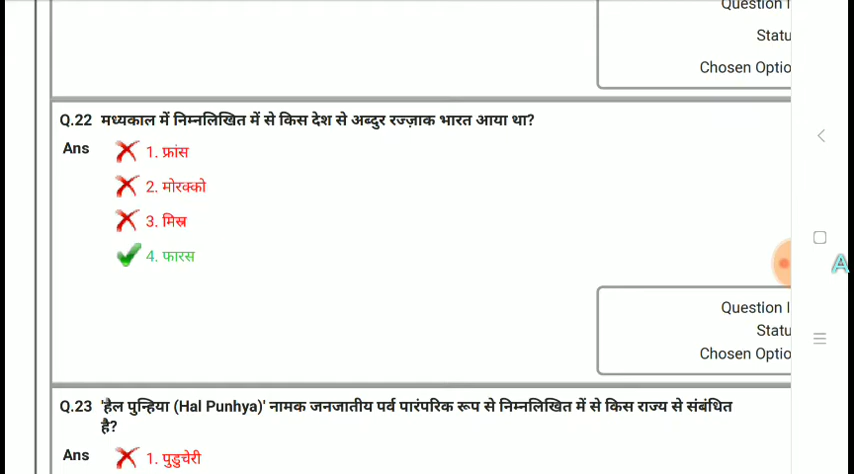 Question I
Statu
Chosen Optio
Q.22 मध्यकाल में निम्नलिखित में से किस देश से अब्दुर रज्ज़ाक भारत आया था?
Ans 1. फ्रांस
2. मोरक्को
3. मिस्र
4. फारस
A
Question I
Statu
Chosen Optio
Q.23 'हैल पुन्हिया (Hal Punhya)' नामक जनजातीय पर्व पारंपरिक रूप से निम्नलिखित में से किस राज्य से संबंधित
है?
Ans 1. पुडुचेरी